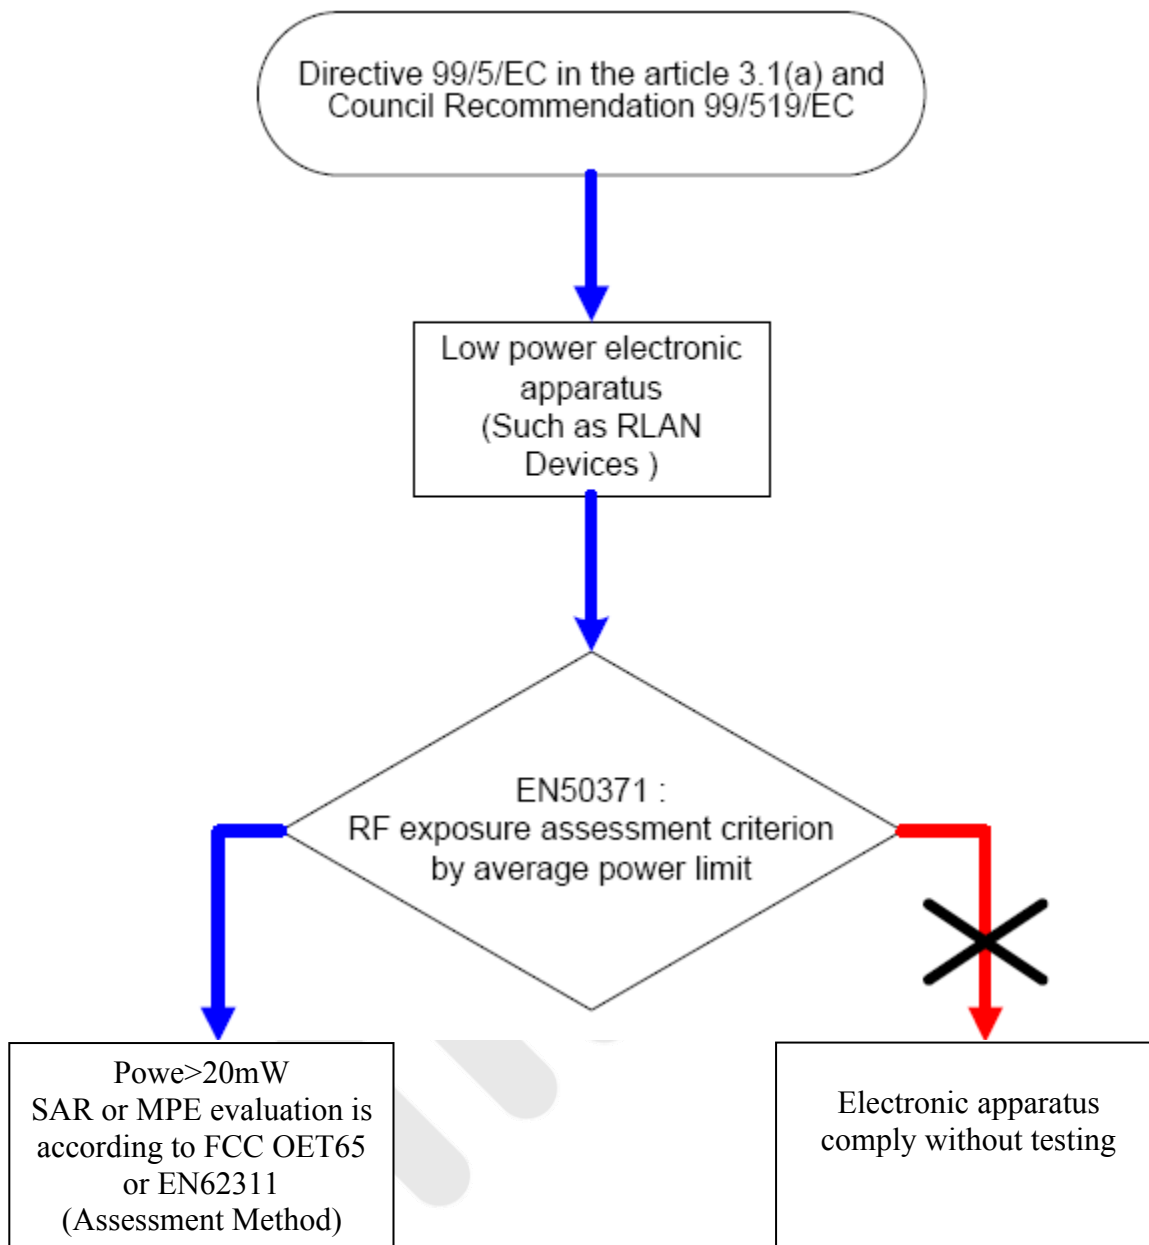 Directive 99/5/EC in the article 3.1(a) and
Council Recommendation 99/519/EC
Low power electronic
apparatus
(Such as RLAN
Devices )
EN50371 :
RF exposure assessment criterion
by average power limit
Powe>20mW
SAR or MPE evaluation is
according to FCC OET65
or EN62311
(Assessment Method)
Electronic apparatus
comply without testing